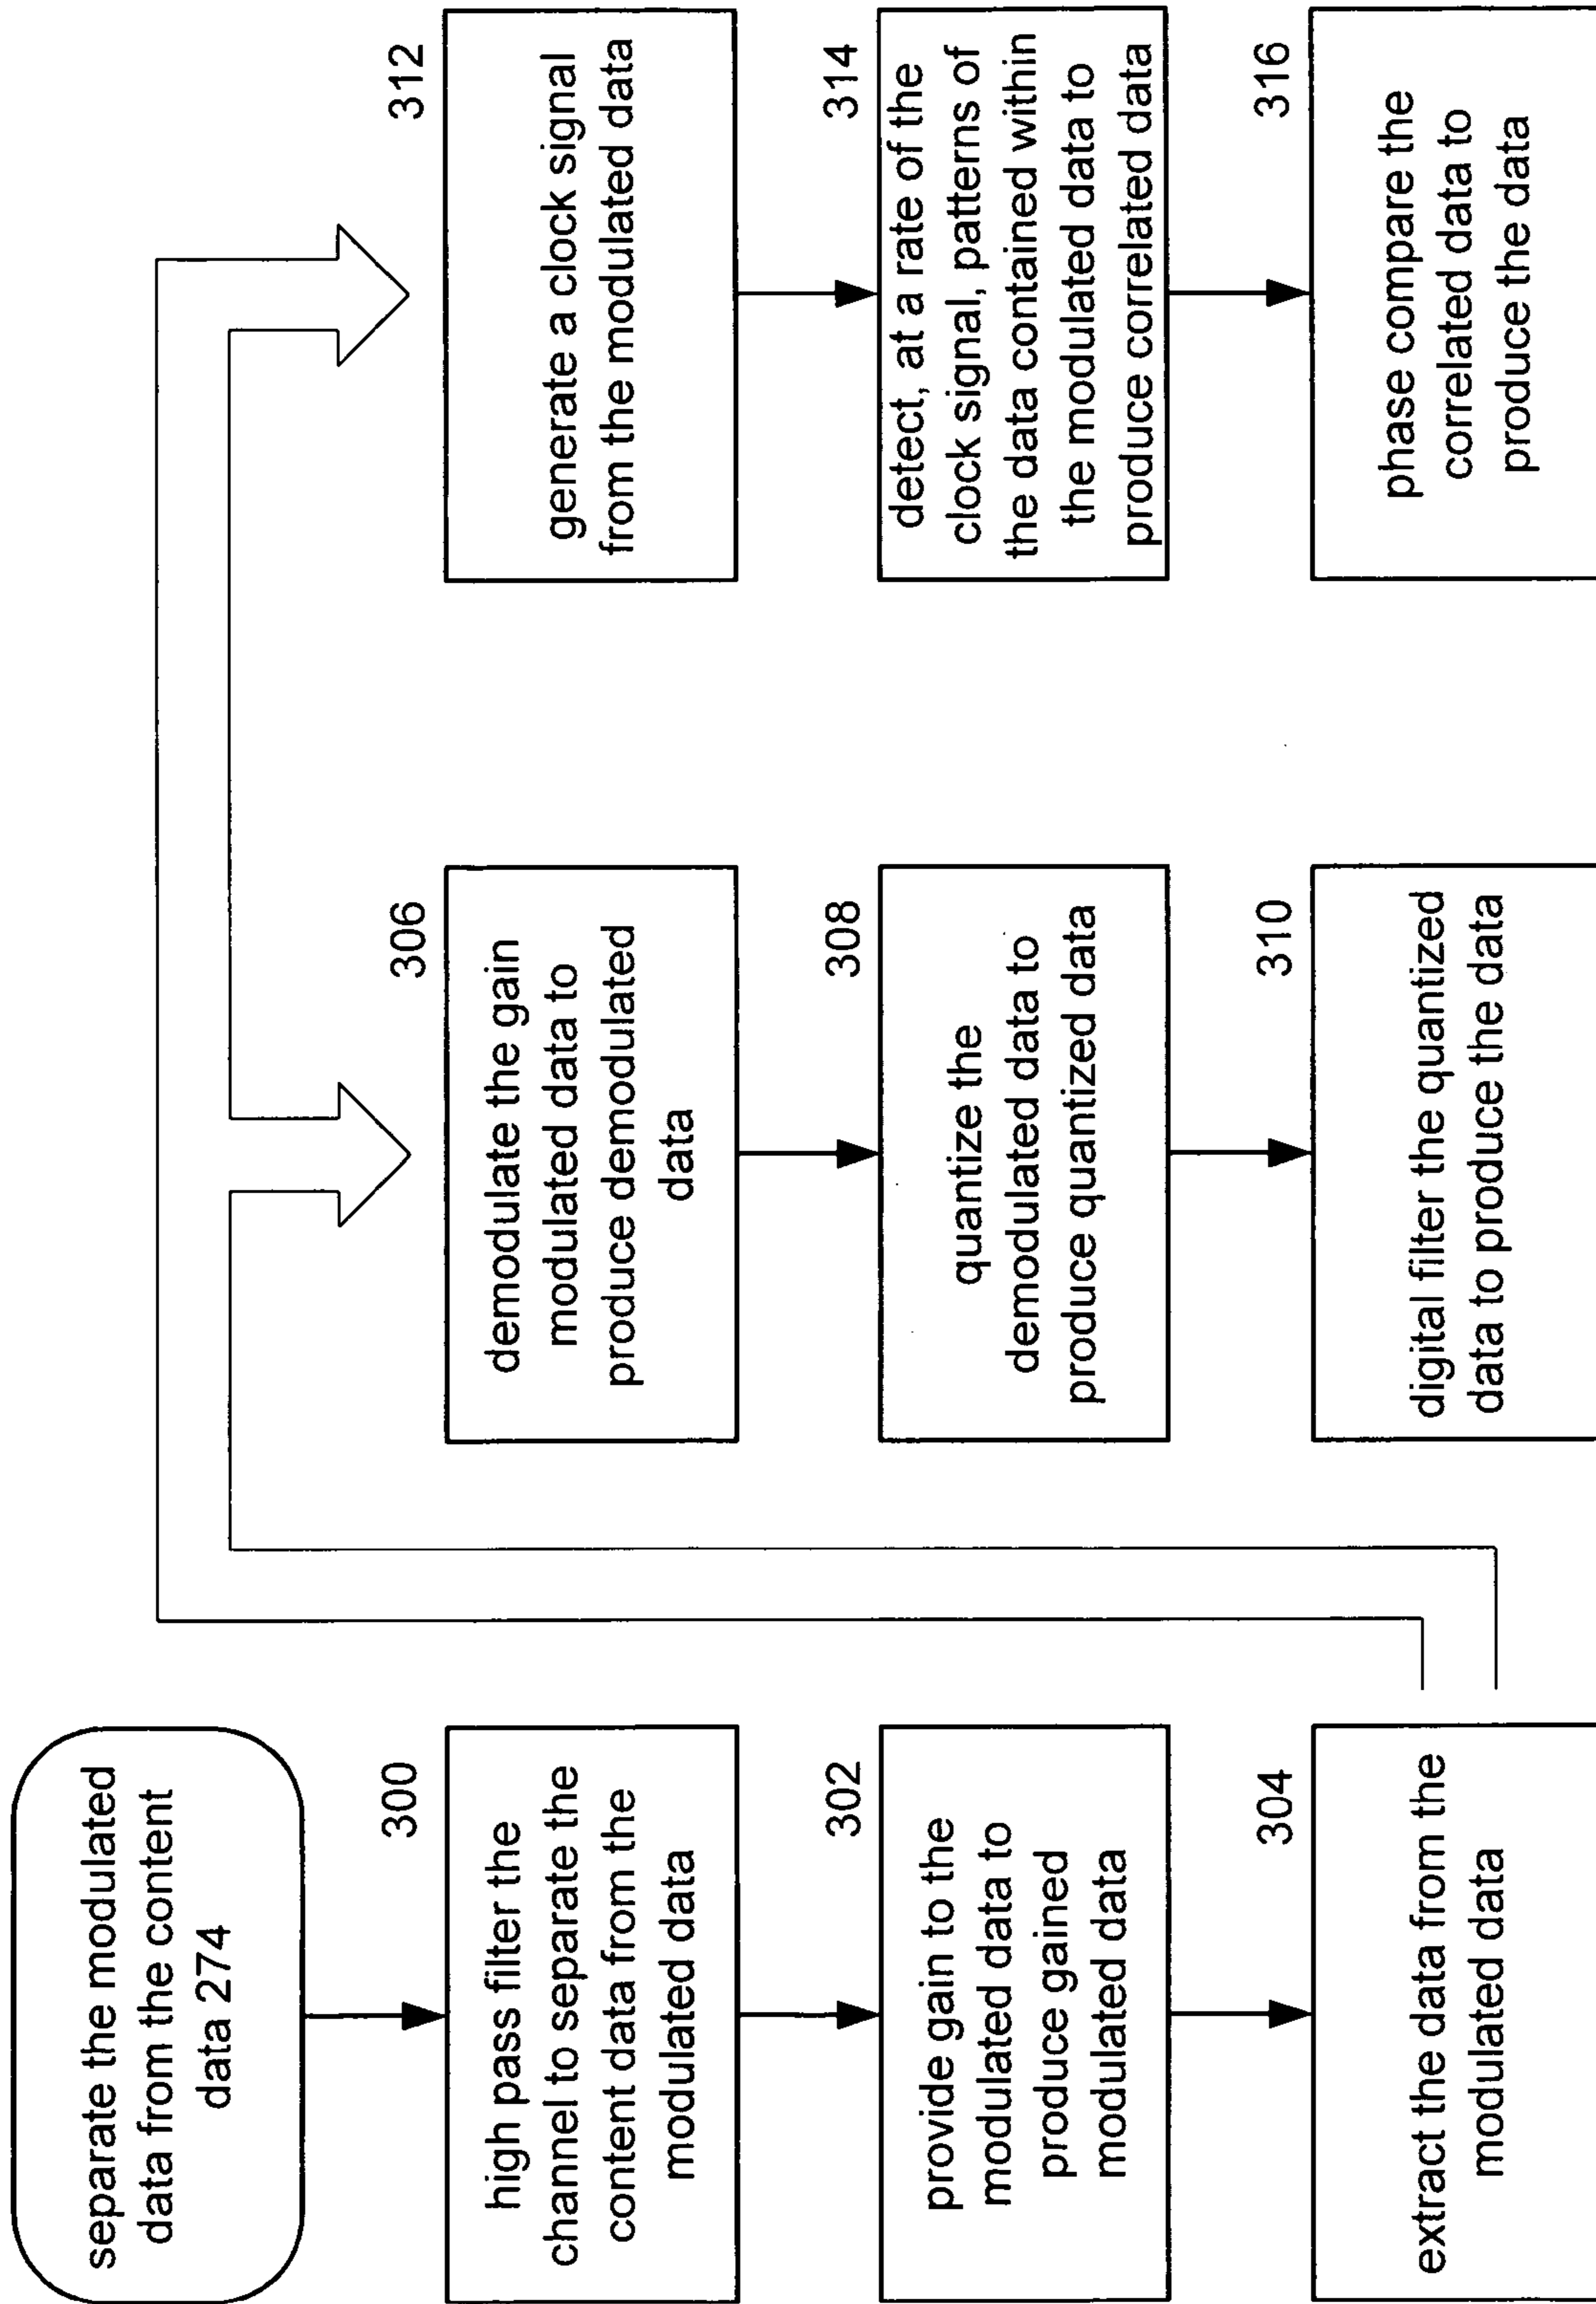 separate the modulated
data from the content
data 274
300
high pass filter the
channel to separate the
content data from the
modulated data
302
provide gain to the
modulated data to
produce gained
modulated data
304
extract the data from the
modulated data
306
demodulate the gain
modulated data to
produce demodulated
data
308
quantize the
demodulated data to
produce quantized data
310
digital filter the quantized
data to produce the data
312
generate a clock signal
from the modulated data
314
detect, at a rate of the
clock signal, patterns of
the data contained within
the modulated data to
produce correlated data
316
phase compare the
correlated data to
produce the data